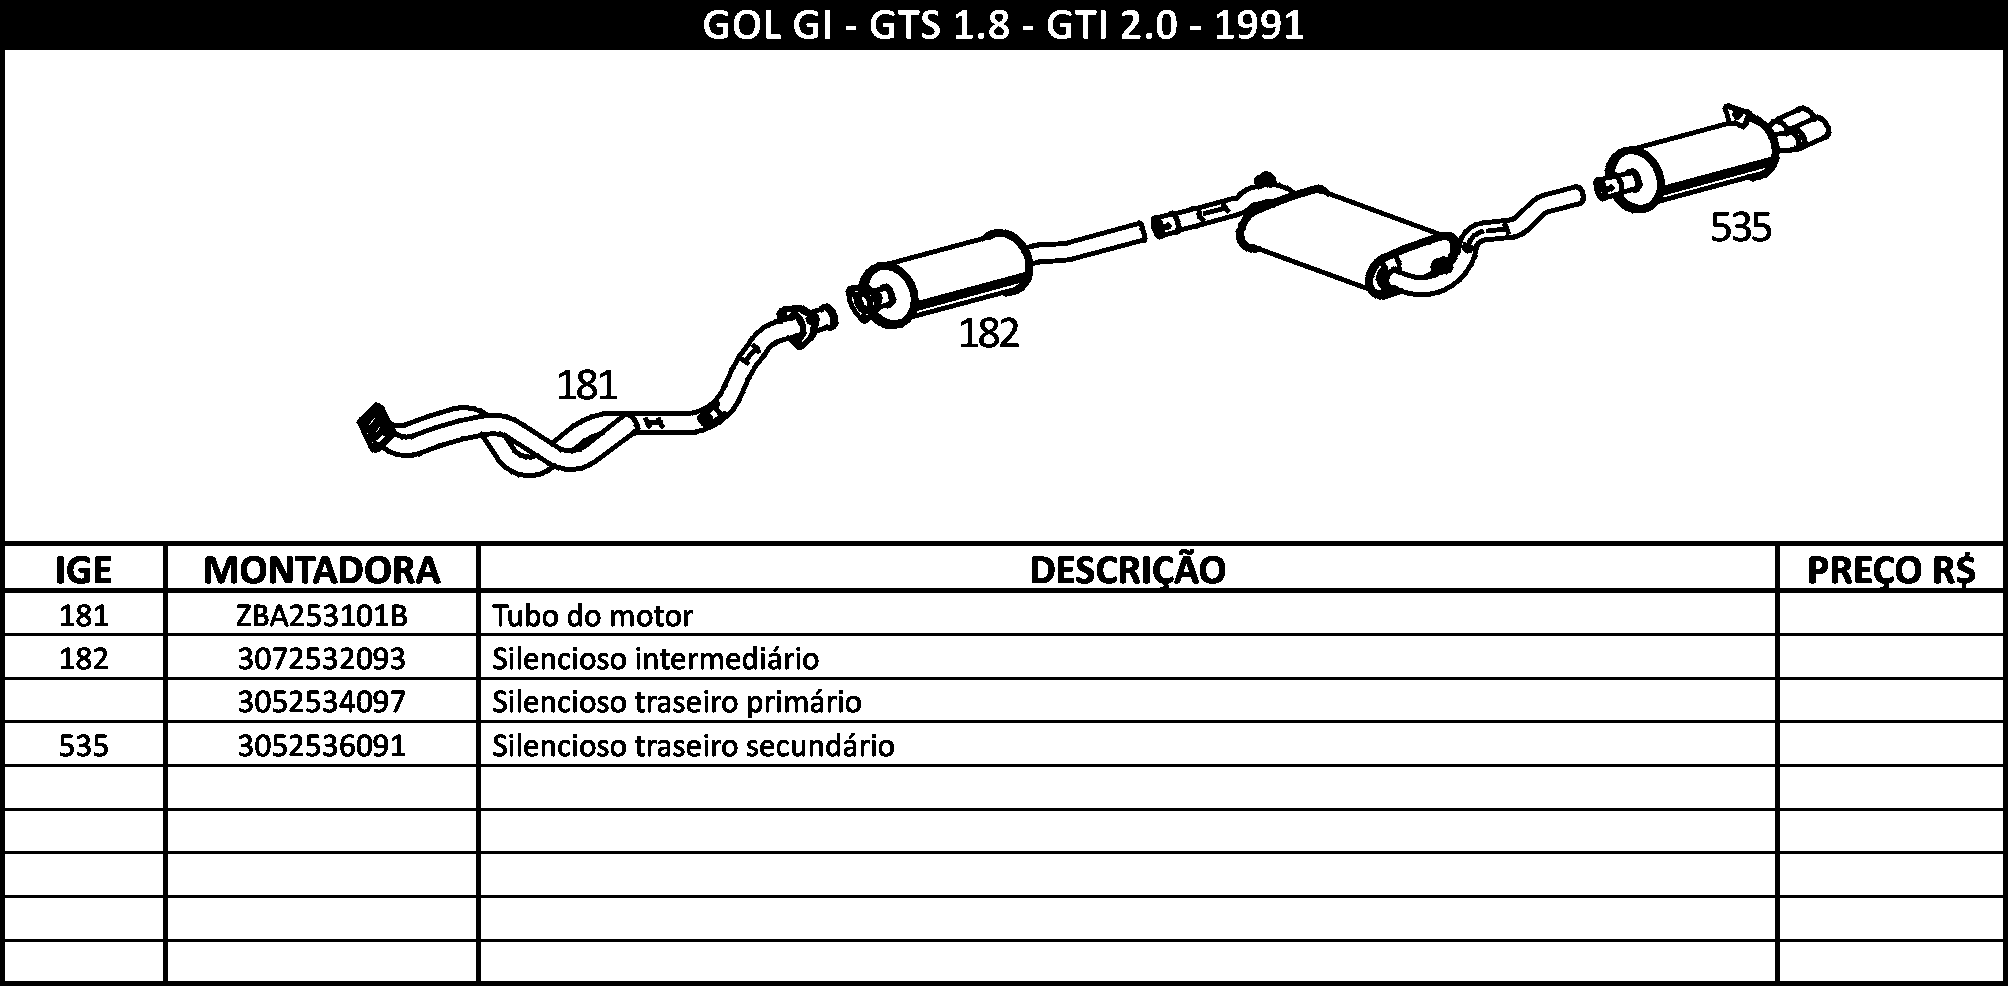 GOL GI - GTS 1.8 - GTI 2.0 - 1991
535
182
181
IGE MONTADORA DESCRIÇÃO PREÇO R$
181 ZBA253101B Tubo do motor
182 3072532093 Silencioso intermediário
3052534097 Silencioso traseiro primário
535 3052536091 Silencioso traseiro secundário